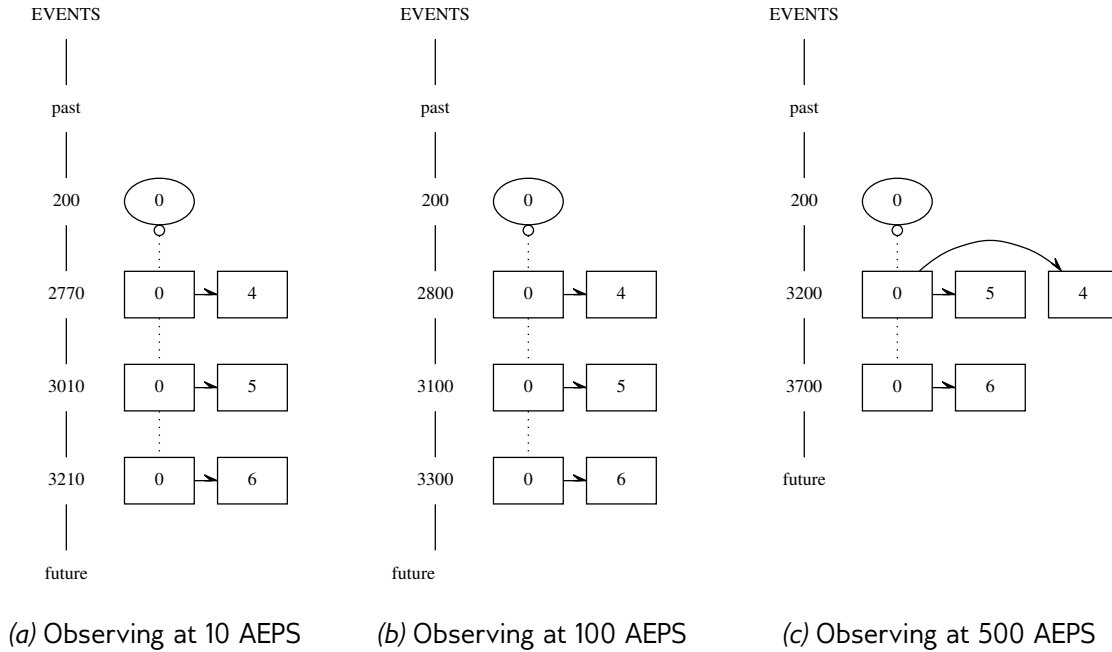 EVENTS
past
200 0
2770 0 4
3010 0 5
3210 0 6
future
(a) Observing at 10 AEPS
EVENTS
past
200 0
2800 0 4
3100 0 5
3300 0 6
future
(b) Observing at 100 AEPS
EVENTS
past
200 0
3200 0 5 4
3700 0 6
future
(c) Observing at 500 AEPS